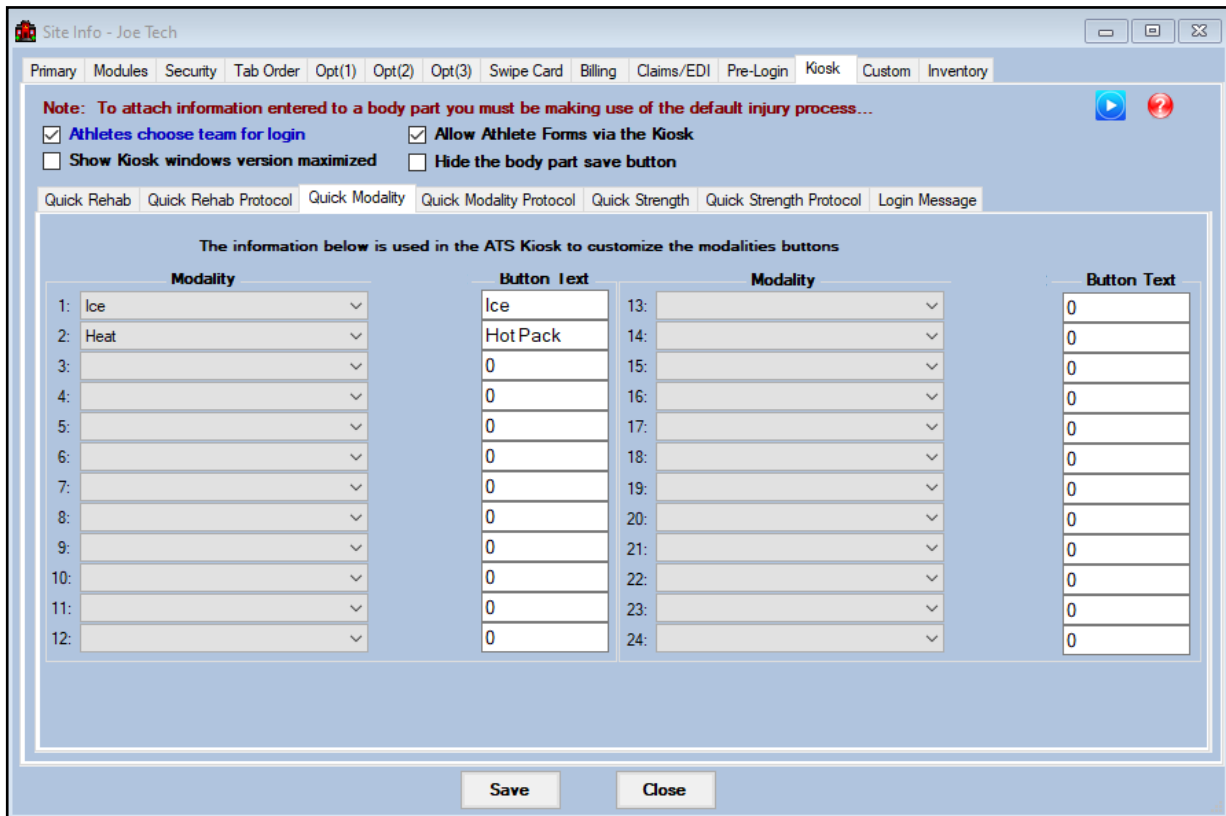 Site Info - Joe Tech
Primary Modules Security Tab Order Opt(1) Opt(2) Opt(3) Swipe Card Billing Claims/EDI Pre-Login Kiosk Custom Inventory
Note: To attach information entered to a body part you must be making use of the default injury process...
Athletes choose team for login Allow Athlete Forms via the Kiosk
Show Kiosk windows version maximized Hide the body part save button
Quick Rehab Quick Rehab Protocol Quick Modality Quick Modality Protocol Quick Strength Quick Strength Protocol Login Message
The information below is used in the ATS Kiosk to customize the modalities buttons
Modality Button Text Modality : Button Text
1: Ice Ice 13: 0
2: Heat Hot Pack 14: 0
3: 0 15: 0
4: 0 16: 0
5: 0 17: 0
6: 0 18: 0
7: 0 19: 0
8: 0 20: 0
9: 0 21: 0
10: 0 22: 0
11: 0 23: 0
12: 0 24: 0
Save Close